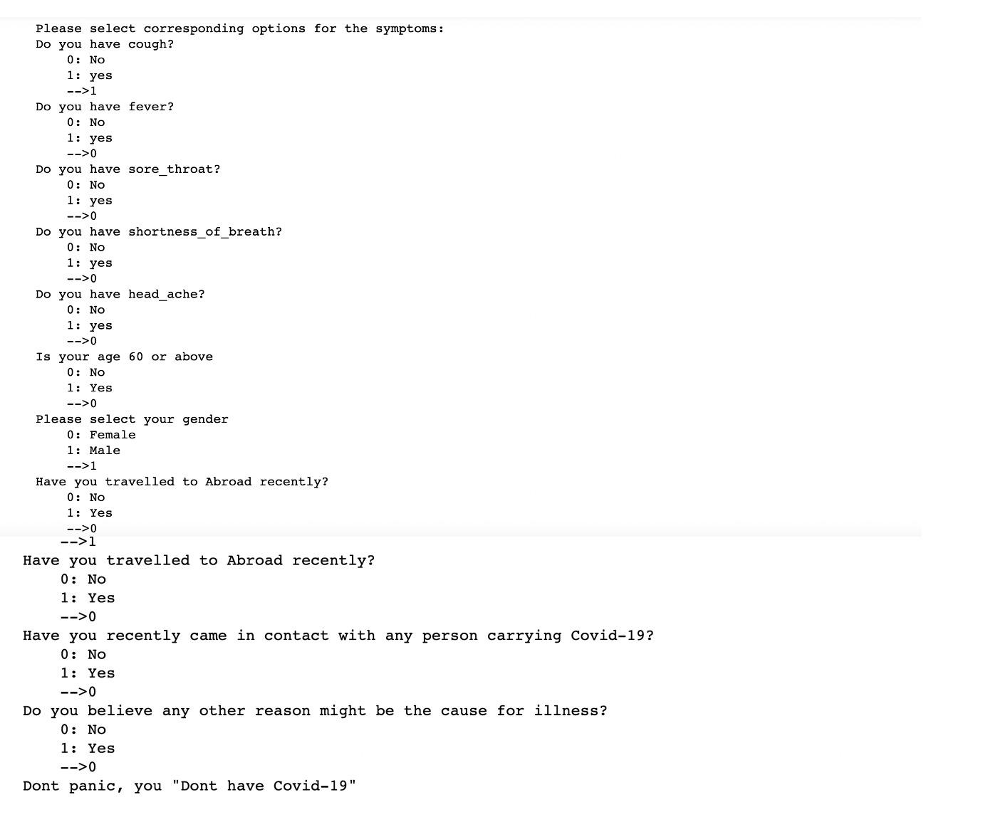 Please select corresponding options for the symptoms:
Do you have cough?
0: No
1: yes
-->1
Do you have fever?
0: No
1: yes
-->0
Do you have sore_throat?
0: No
1: yes
-->0
Do you have shortness_of_breath?
0: No
1: yes
-->0
Do you have head_ache?
0: No
1: yes
-->0
Is your age 60 or above
0: No
1: Yes
-->0
Please select your gender
0: Female
1: Male
-->1
Have you travelled to Abroad recently?
0: No
1: Yes
-->0
-->1
Have you travelled to Abroad recently?
0: No
1: Yes
-->0
Have you recently came in contact with any person carrying Covid-19?
0: No
1: Yes
-->0
Do you believe any other reason might be the cause for illness?
0: No
1: Yes
-->0
Dont panic, you "Dont have Covid-19"